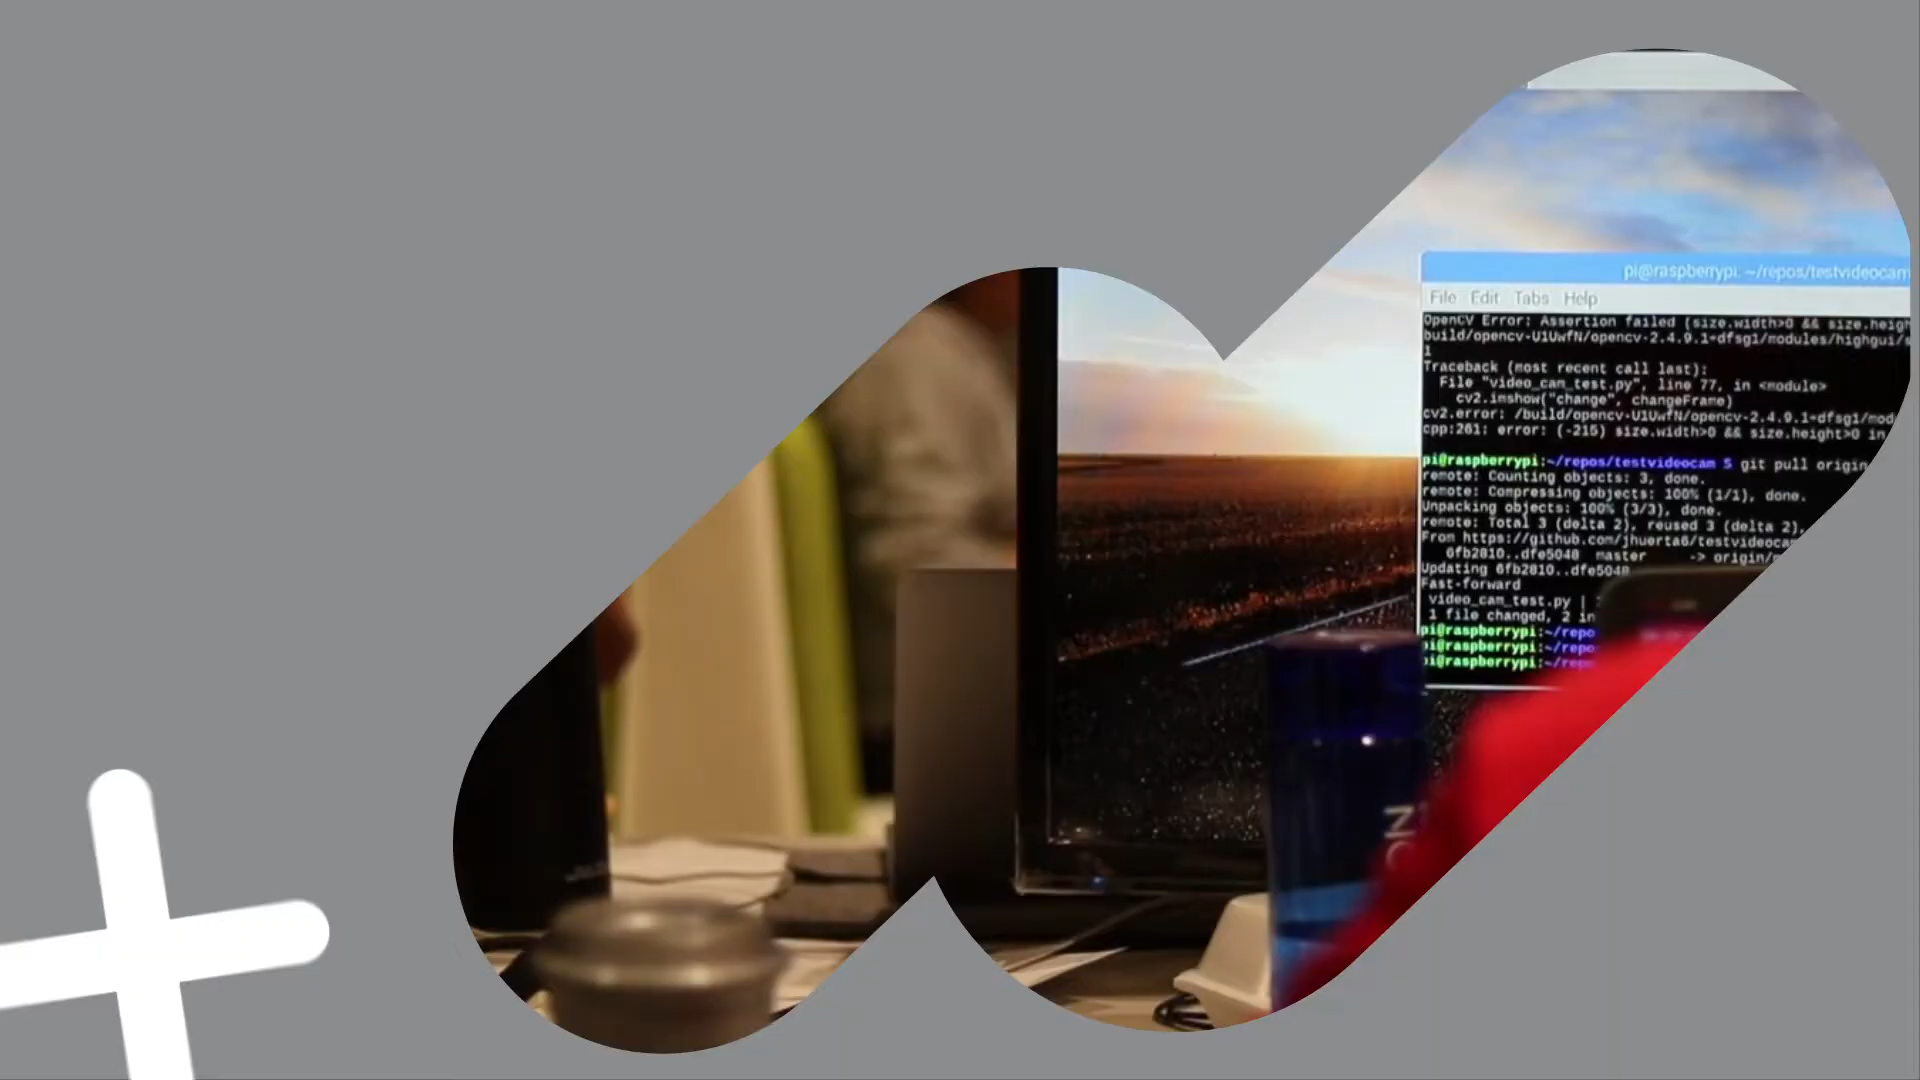 pi@raspberrypi: ~/repos/testvideocam
File Edit Tabs Help
OpenCV Error: Assertion failed (size.width>0 && size.heigh
build/opencv-U1UwfN/opencv-2.4.9.1+dfsg1/modules/highgui/s
1
Traceback (most recent call last):
File "video_cam_test.py", line 77, in <module>
cv2.imshow("change", changeFrame)
cv2.error: /build/opencv-U1UwfN/opencv-2.4.9.1+dfsg1/mod
cpp:261: error: (-215) size.width>0 && size.height>0 in
pi@raspberrypi:~/repos/testvideocam $ git pull origin
remote: Counting objects: 3, done.
remote: Compressing objects: 100% (1/1), done.
Unpacking objects: 100% (3/3), done.
remote: Total 3 (delta 2), reused 3 (delta 2),
From https://github.com/jhuerta6/testvideocam
6fb2810..dfe5048 master -> origin/m
Updating 6fb2810..dfe5048
Fast-forward
video_cam_test.py |
1 file changed, 2 in
pi@raspberrypi:~/repo
pi@raspberrypi:~/repo
pi@raspberrypi:~/repo
NO